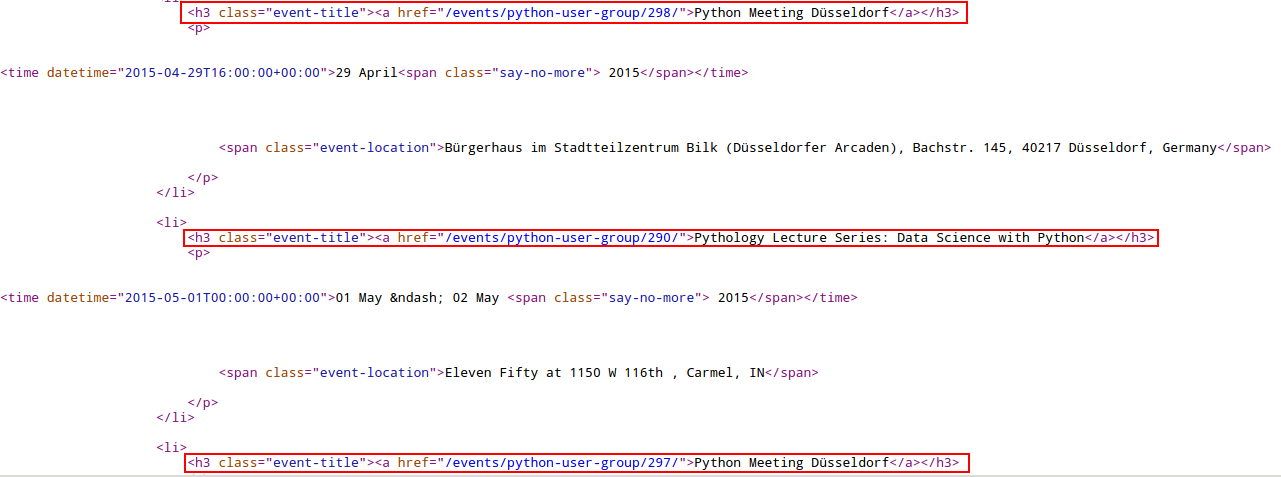 <h3 class="event-title"><a href="/events/python-user-group/298/">Python Meeting Düsseldorf</a></h3>
<p>
<time datetime="2015-04-29T16:00:00+00:00">29 April<span class="say-no-more"> 2015</span></time>
<span class="event-location">Bürgerhaus im Stadtteilzentrum Bilk (Düsseldorfer Arcaden), Bachstr. 145, 40217 Düsseldorf, Germany</span>
</p>
</li>
<li>
<h3 class="event-title"><a href="/events/python-user-group/290/">Pythology Lecture Series: Data Science with Python</a></h3>
<p>
<time datetime="2015-05-01T00:00:00+00:00">01 May &ndash; 02 May <span class="say-no-more"> 2015</span></time>
<span class="event-location">Eleven Fifty at 1150 W 116th , Carmel, IN</span>
</p>
</li>
<li>
<h3 class="event-title"><a href="/events/python-user-group/297/">Python Meeting Düsseldorf</a></h3>